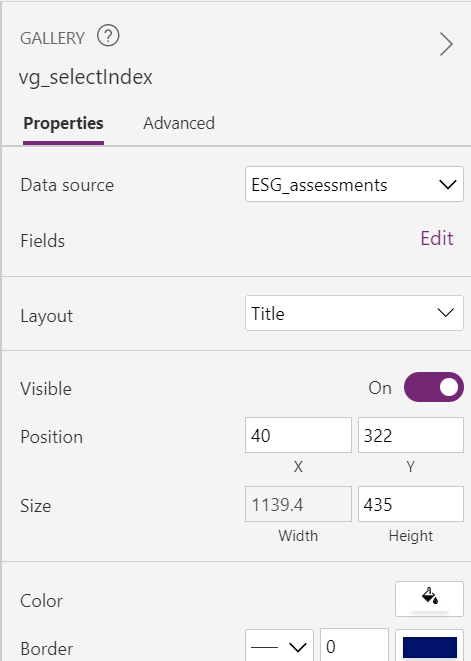 GALLERY ?
vg_selectIndex
Properties Advanced
Data source ESG_assessments
Fields Edit
Layout Title
Visible On
Position 40 322
X Y
Size 1139.4 435
Width Height
Color
Border 0